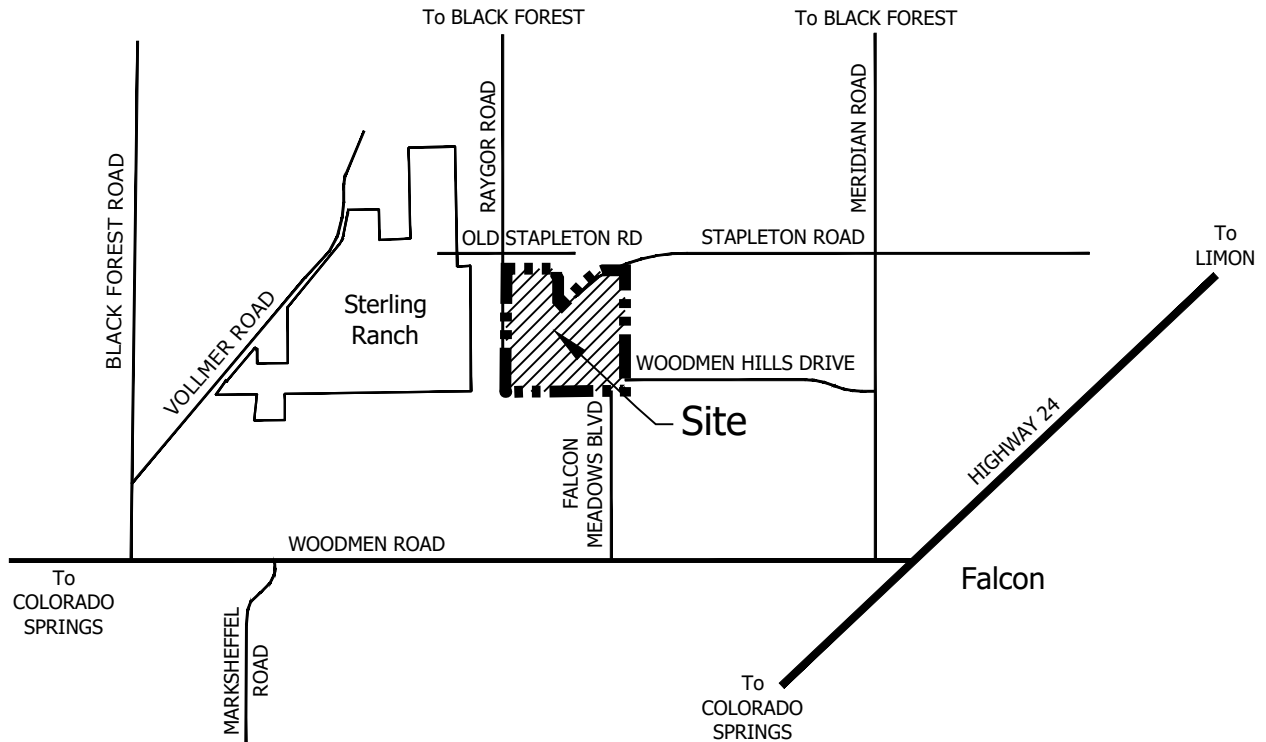 To BLACK FOREST
To BLACK FOREST
BLACK FOREST ROAD
RAYGOR ROAD
MERIDIAN ROAD
OLD STAPLETON RD
STAPLETON ROAD
To
LIMON
VOLLMER ROAD
Sterling
Ranch
WOODMEN HILLS DRIVE
Site
HIGHWAY 24
FALCON
MEADOWS BLVD
WOODMEN ROAD
To
COLORADO
SPRINGS
Falcon
MARKSHEFFEL
ROAD
To
COLORADO
SPRINGS